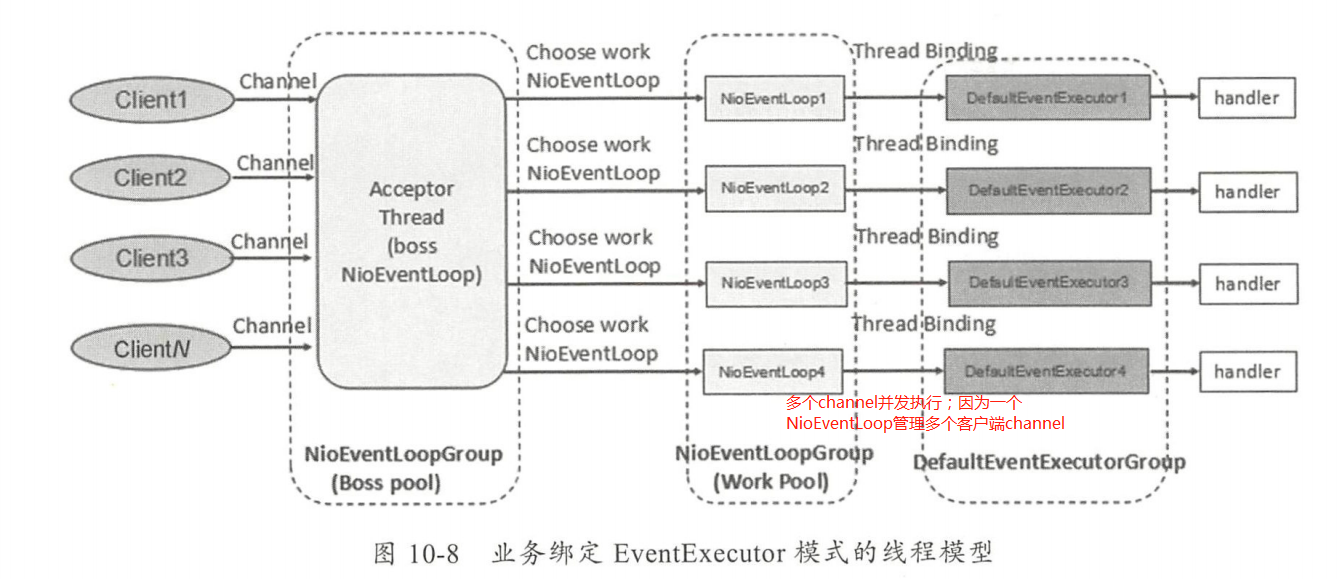 Client1
Channel
Client2
Channel
Client3
Channel
ClientN
Channel
Acceptor
Thread
(boss
NioEventLoop)
NioEventLoopGroup
(Boss pool)
Choose work
NioEventLoop
Choose work
NioEventLoop
Choose work
NioEventLoop
Choose work
NioEventLoop
NioEventLoop1
NioEventLoop2
NioEventLoop3
NioEventLoop4
多个channel并发执行；因为一个
NioEventLoop管理多个客户端channel
NioEventLoopGroup
(Work Pool)
Thread Binding
Thread Binding
Thread Binding
Thread Binding
DefaultEventExecutor1
DefaultEventExecutor2
DefaultEventExecutor3
DefaultEventExecutor4
DefaultEventExecutorGroup
handler
handler
handler
handler
图 10-8 业务绑定 EventExecutor 模式的线程模型